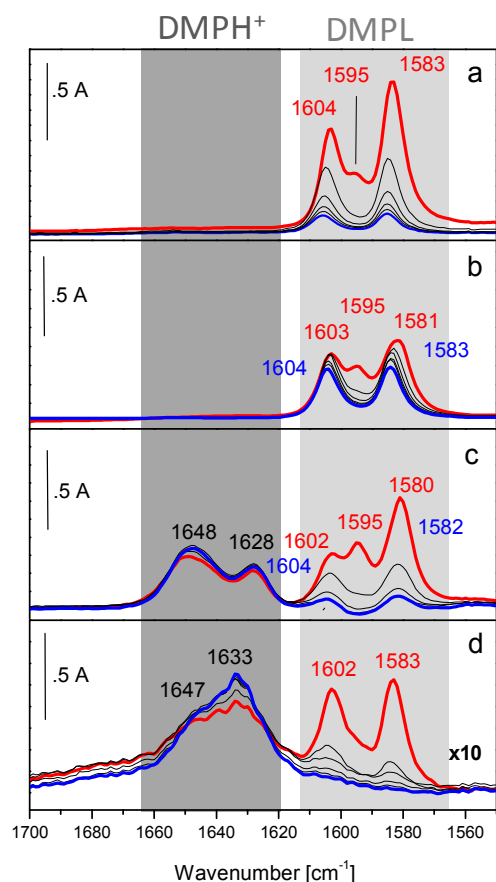 DMPH⁺ DMPL
a
.5 A
1604 1595 1583
b
.5 A
1604 1603 1595 1581 1583
c
.5 A
1648 1628 1604 1602 1595 1580 1582
d
.5 A
1647 1633 1602 1583
x10
1700 1680 1660 1640 1620 1600 1580 1560
Wavenumber [cm⁻¹]